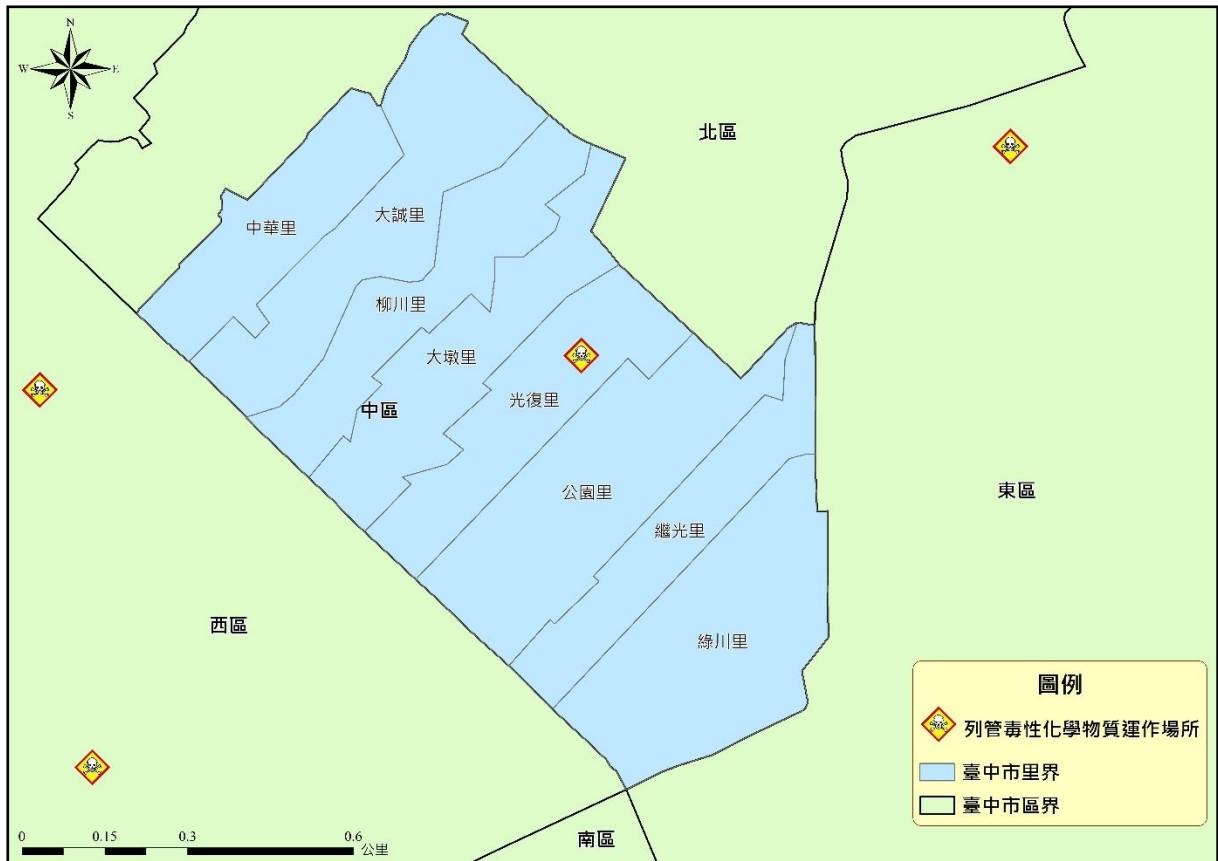 N
W
E
S
北區
中華里
大誠里
柳川里
大墩里
中區
光復里
公園里
東區
繼光里
西區
綠川里
圖例
列管毒性化學物質運作場所
臺中市里界
臺中市區界
南區
0
0.15
0.3
0.6
公里